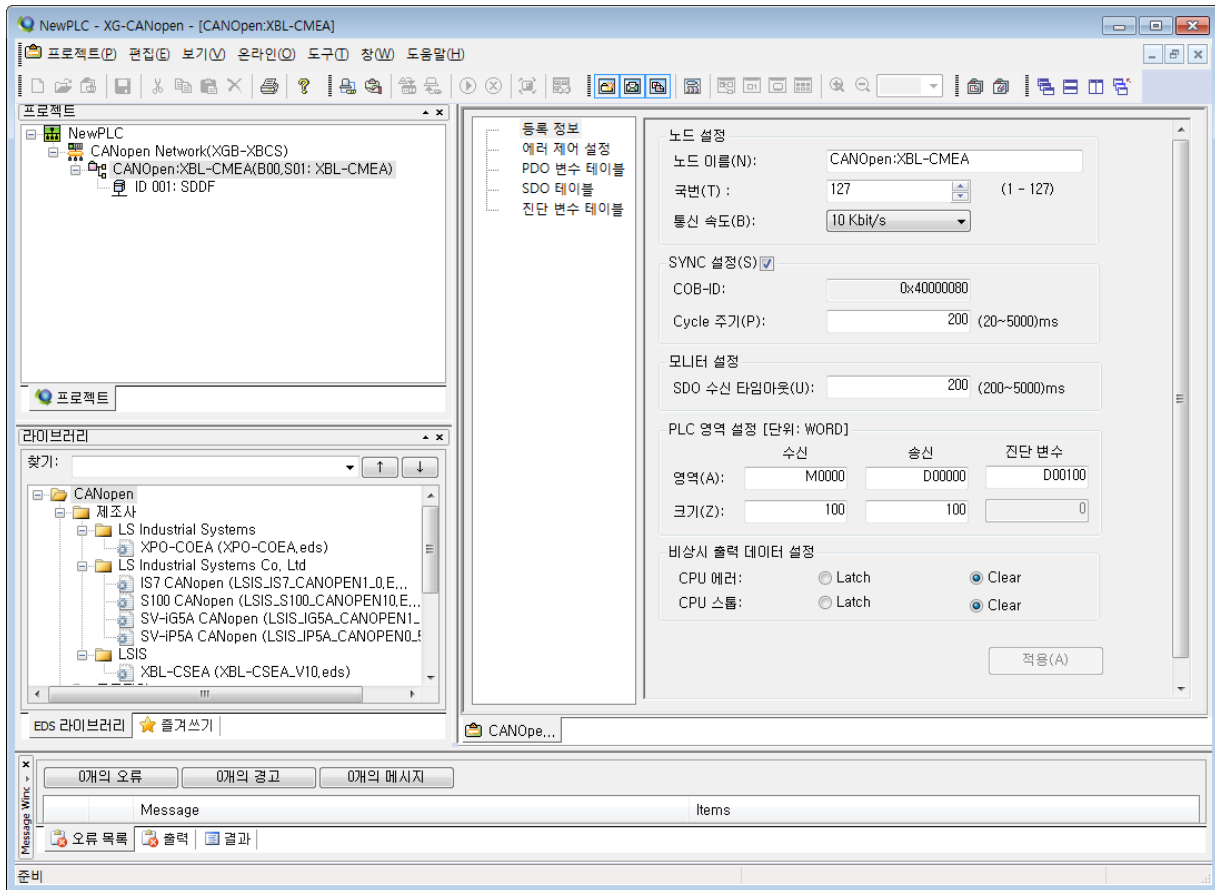 NewPLC - XG-CANopen - [CANOpen:XBL-CMEA]
프로젝트(P) 편집(E) 보기(V) 온라인(O) 도구(T) 창(W) 도움말(H)
프로젝트
NewPLC
CANopen Network(XGB-XBCS)
CANOpen:XBL-CMEA(B00,S01: XBL-CMEA)
ID 001: SDDF
프로젝트
라이브러리
찾기:
CANopen
제조사
LS Industrial Systems
XPO-COEA (XPO-COEA.eds)
LS Industrial Systems Co, Ltd
IS7 CANopen (LSIS_IS7_CANOPEN1_0,E...
S100 CANopen (LSIS_S100_CANOPEN10,E...
SV-iG5A CANopen (LSIS_IG5A_CANOPEN1_
SV-iP5A CANopen (LSIS_IP5A_CANOPEN0_5
LSIS
XBL-CSEA (XBL-CSEA_V10,eds)
EDS 라이브러리 즐겨쓰기
등록 정보
에러 제어 설정
PDO 변수 테이블
SDO 테이블
진단 변수 테이블
노드 설정
노드 이름(N): CANOpen:XBL-CMEA
국번(T) : 127 (1 - 127)
통신 속도(B): 10 Kbit/s
SYNC 설정(S)
COB-ID: 0x40000080
Cycle 주기(P): 200 (20~5000)ms
모니터 설정
SDO 수신 타임아웃(U): 200 (200~5000)ms
PLC 영역 설정 [단위: WORD]
수신 송신 진단 변수
영역(A): M0000 D00000 D00100
크기(Z): 100 100 0
비상시 출력 데이터 설정
CPU 에러: Latch Clear
CPU 스톱: Latch Clear
적용(A)
CANOpe...
Message Winc
0개의 오류 0개의 경고 0개의 메시지
Message Items
오류 목록 출력 결과
준비